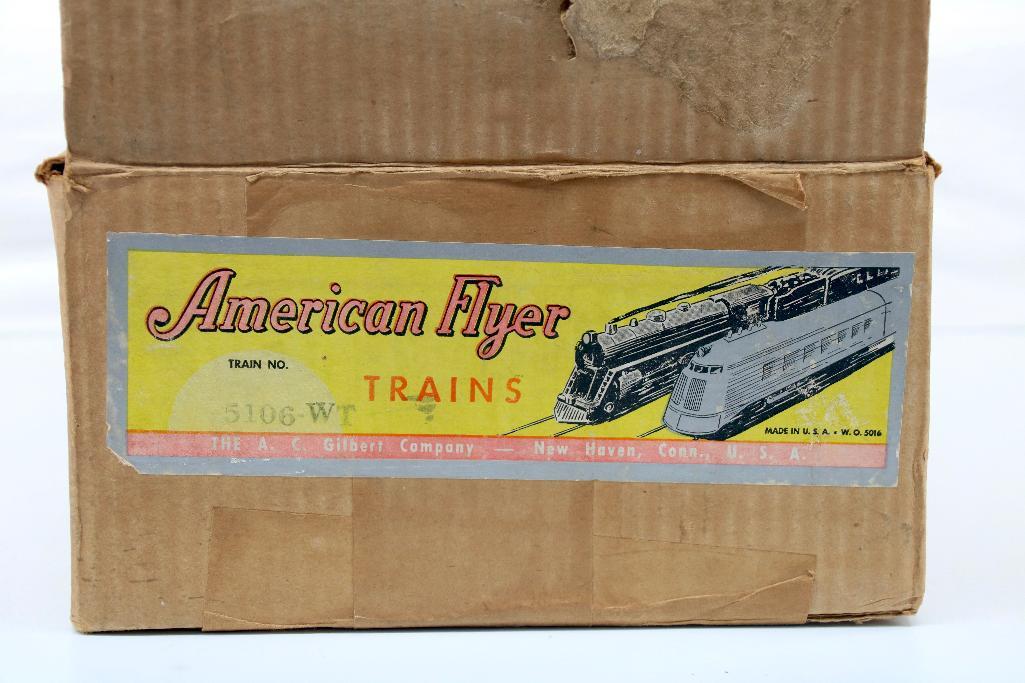 American Flyer
TRAIN NO.
TRAINS
5106-WT
MADE IN U. S. A. • W. O. 5016
THE A. C. Gilbert Company — New Haven, Conn., U. S. A.